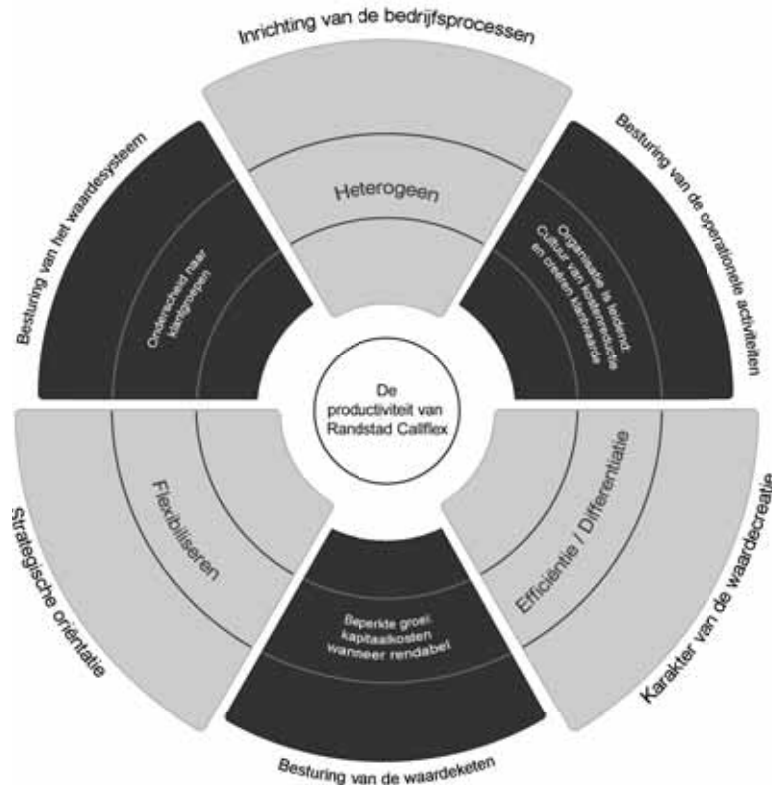 Inrichting van de bedrijfsprocessen
Heterogeen
Besturing van de operationele activiteiten
Organisatie is leidend:
Cultuur van kostenreductie
en creëren klantwaarde
Karakter van de waardecreatie
Efficiëntie / Differentiatie
Besturing van de waardeketen
Beperkte groei:
kapitaalkosten
wanneer rendabel
Strategische oriëntatie
Flexibiliseren
Besturing van het waardesysteem
Onderscheid naar
klantgroepen
De
productiviteit van
Randstad Callflex